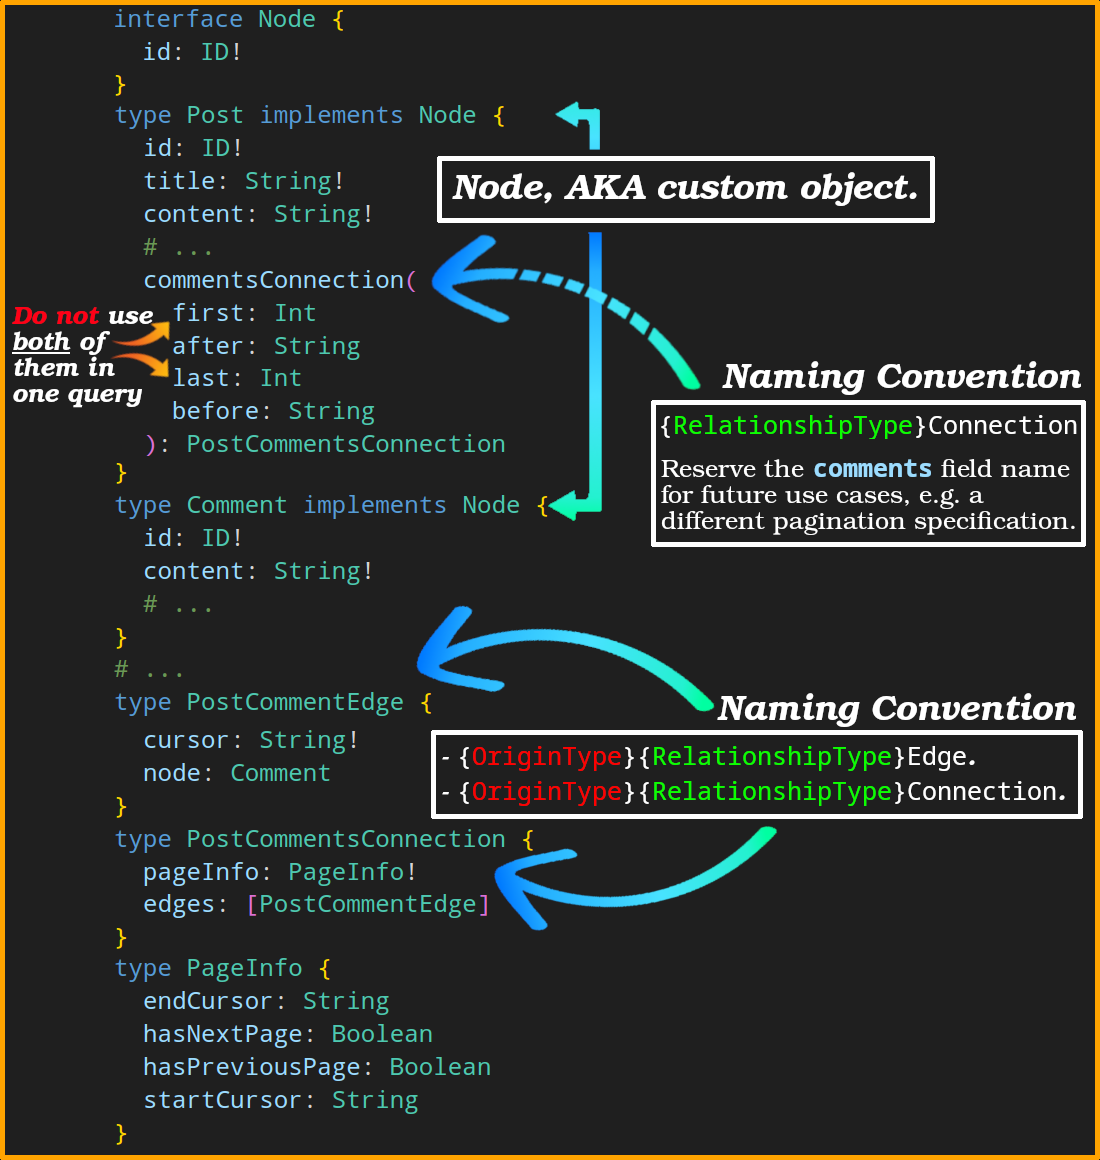 interface Node {
id: ID!
}
type Post implements Node {
id: ID!
title: String!
content: String!
# ...
commentsConnection(
first: Int
after: String
last: Int
before: String
): PostCommentsConnection
}
type Comment implements Node {
id: ID!
content: String!
# ...
}
# ...
type PostCommentEdge {
cursor: String!
node: Comment
}
type PostCommentsConnection {
pageInfo: PageInfo!
edges: [PostCommentEdge]
}
type PageInfo {
endCursor: String
hasNextPage: Boolean
hasPreviousPage: Boolean
startCursor: String
}
Node, AKA custom object.
Do not use
both of
them in
one query
Naming Convention
{RelationshipType}Connection
Reserve the comments field name
for future use cases, e.g. a
different pagination specification.
Naming Convention
- {OriginType}{RelationshipType}Edge.
- {OriginType}{RelationshipType}Connection.